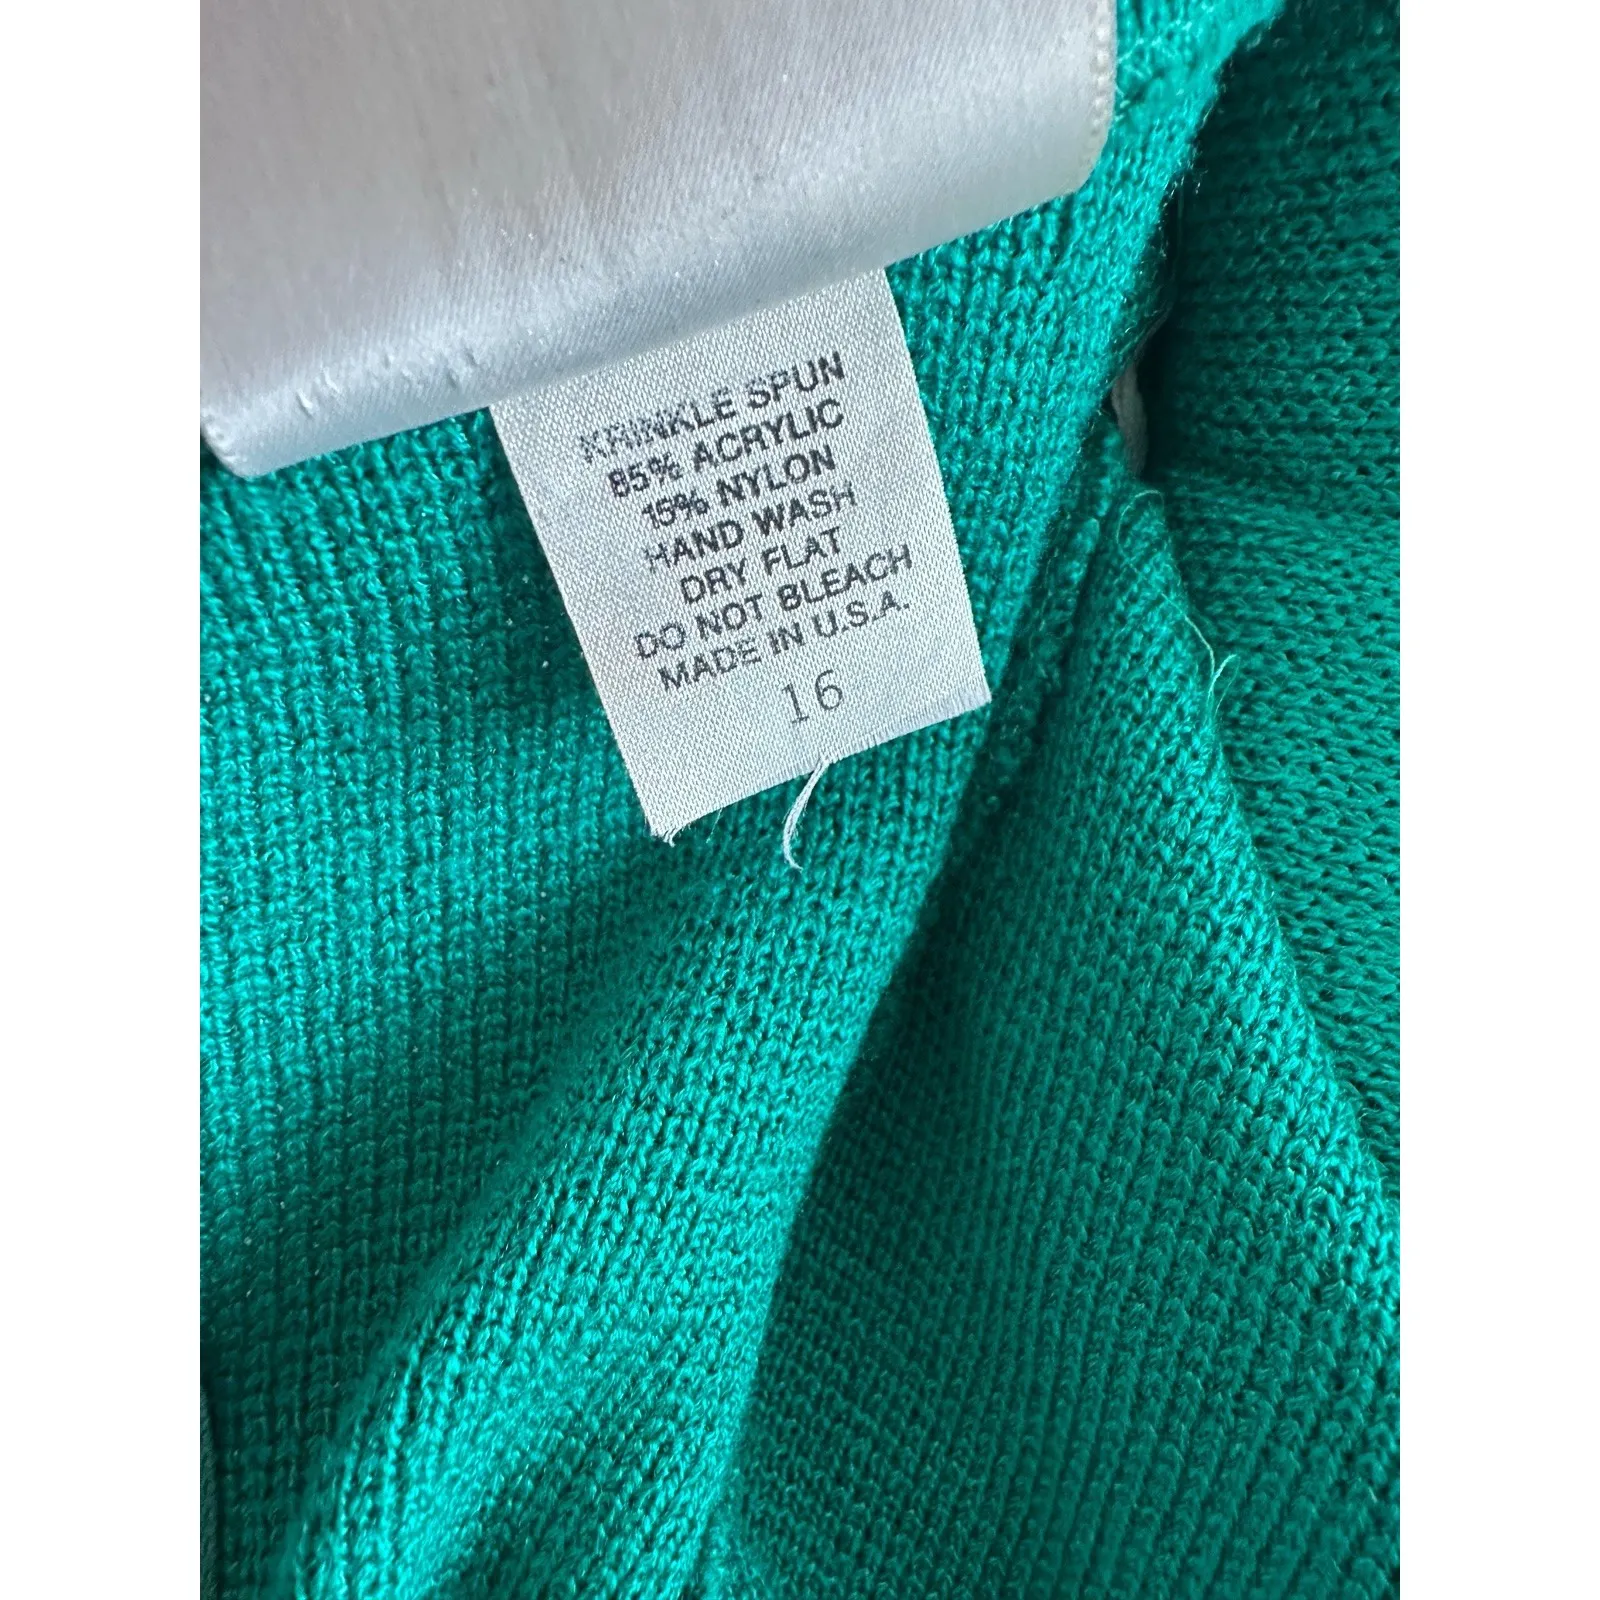 KRINKLE SPUN
85% ACRYLIC
15% NYLON
HAND WASH
DRY FLAT
DO NOT BLEACH
MADE IN U.S.A.
16